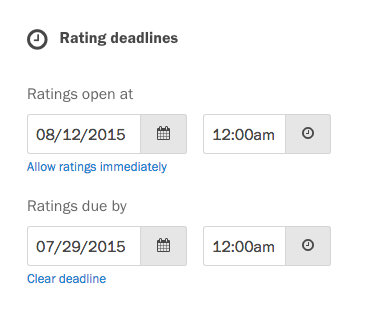 Rating deadlines
Ratings open at
08/12/2015 12:00am
Allow ratings immediately
Ratings due by
07/29/2015 12:00am
Clear deadline